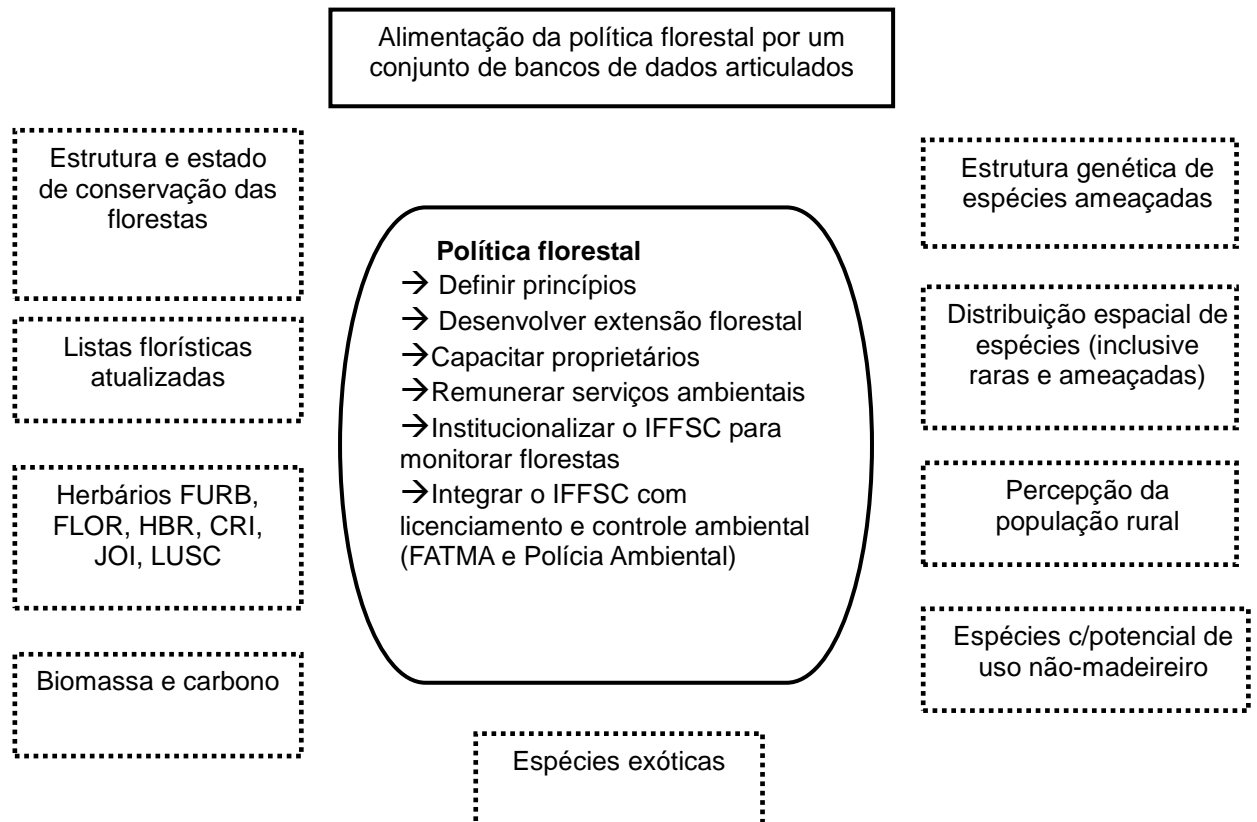 Alimentação da política florestal por um
conjunto de bancos de dados articulados
Estrutura e estado
de conservação das
florestas
Listas florísticas
atualizadas
Herbários FURB,
FLOR, HBR, CRI,
JOI, LUSC
Biomassa e carbono
Política florestal
→ Definir princípios
→ Desenvolver extensão florestal
→Capacitar proprietários
→Remunerar serviços ambientais
→Institucionalizar o IFFSC para
monitorar florestas
→Integrar o IFFSC com
licenciamento e controle ambiental
(FATMA e Polícia Ambiental)
Estrutura genética de
espécies ameaçadas
Distribuição espacial de
espécies (inclusive
raras e ameaçadas)
Percepção da
população rural
Espécies c/potencial de
uso não-madeireiro
Espécies exóticas